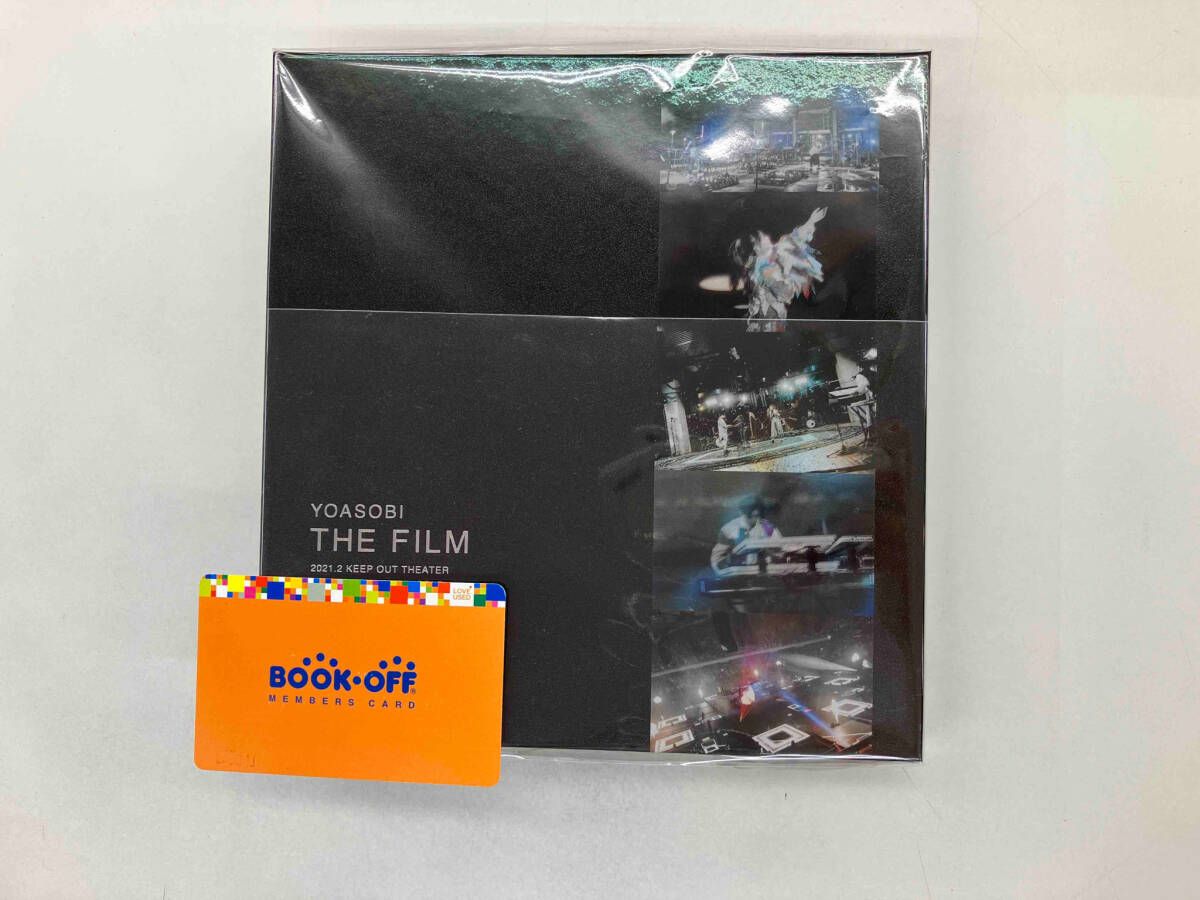 YOASOBI
THE FILM
2021.2 KEEP OUT THEATER
LOVE
USED
BOOK・OFF®
MEMBERS CARD